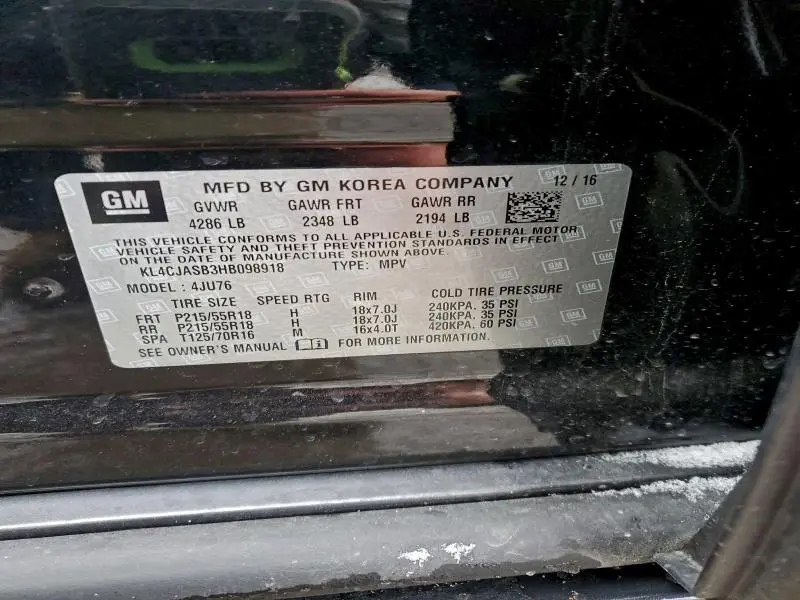 GM MFD BY GM KOREA COMPANY 12 / 16
GVWR GAWR FRT GAWR RR
4286 LB 2348 LB 2194 LB
THIS VEHICLE CONFORMS TO ALL APPLICABLE U.S. FEDERAL MOTOR
VEHICLE SAFETY AND THEFT PREVENTION STANDARDS IN EFFECT
ON THE DATE OF MANUFACTURE SHOWN ABOVE.
KL4CJASB3HB098918 TYPE: MPV
MODEL: 4JU76
TIRE SIZE SPEED RTG RIM COLD TIRE PRESSURE
FRT P215/55R18 H 18x7.0J 240KPA, 35 PSI
RR P215/55R18 H 18x7.0J 240KPA, 35 PSI
SPA T125/70R16 M 16x4.0T 420KPA, 60 PSI
SEE OWNER'S MANUAL FOR MORE INFORMATION.